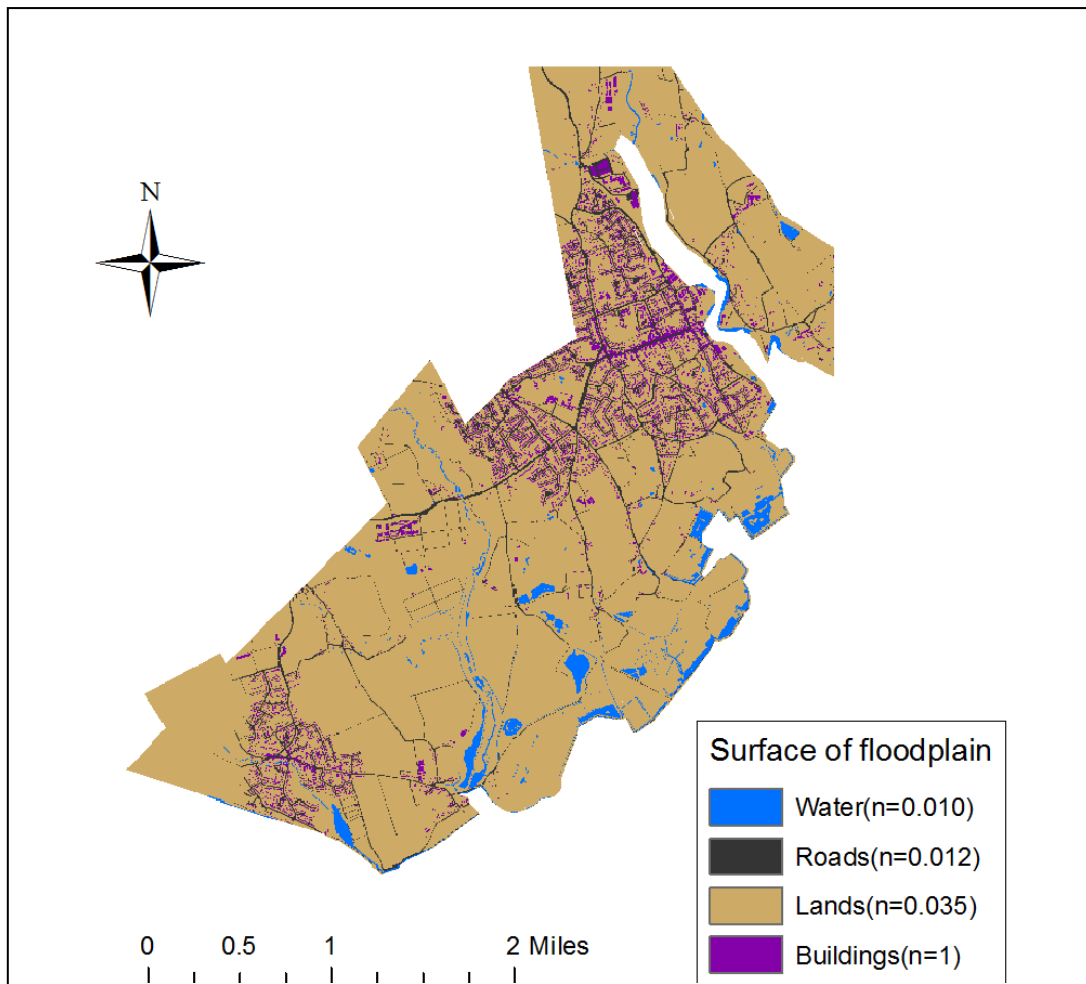 N
Surface of floodplain
Water(n=0.010)
Roads(n=0.012)
Lands(n=0.035)
Buildings(n=1)
0 0.5 1 2 Miles